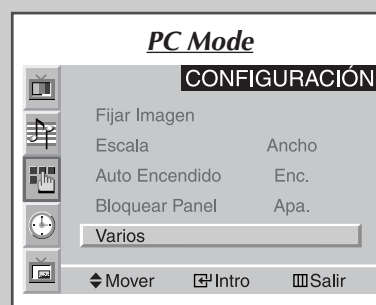 PC Mode
CONFIGURACIÓN
Fijar Imagen
Escala Ancho
Auto Encendido Enc.
Bloquear Panel Apa.
Varios
Mover Intro Salir